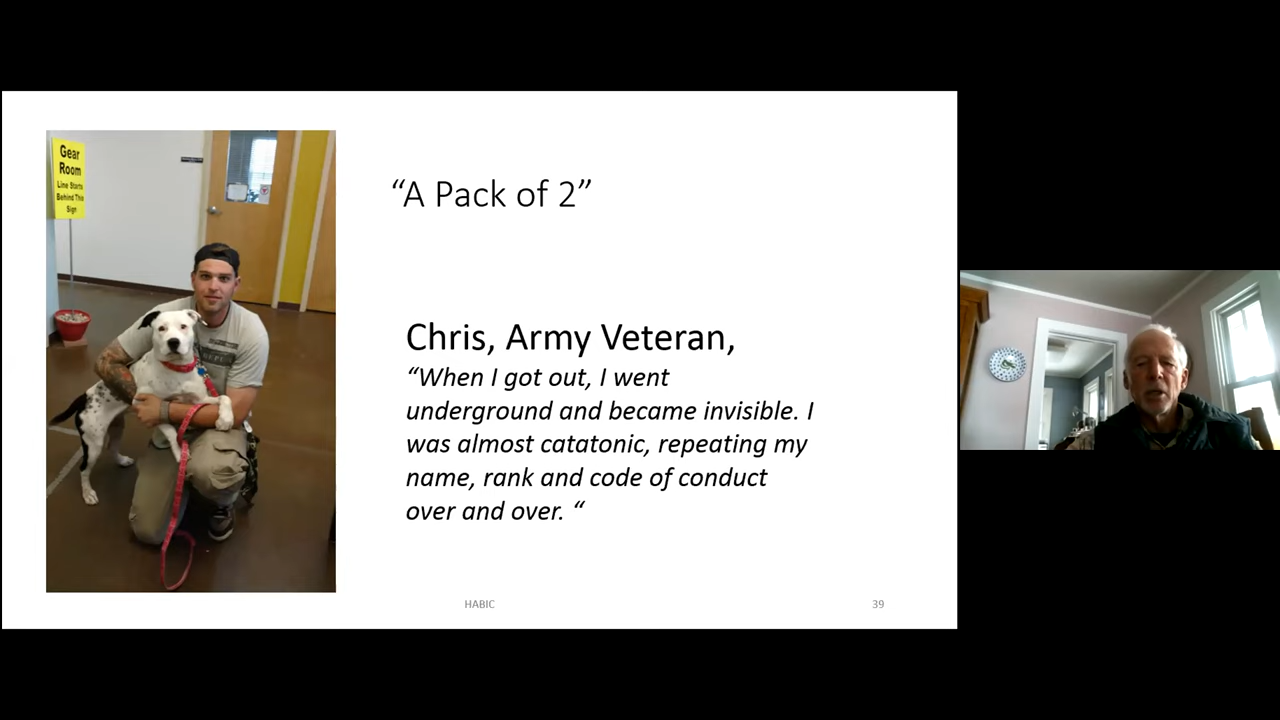 Gear
Room
Line Starts
Behind This
Sign
“A Pack of 2”
Chris, Army Veteran,
“When I got out, I went
underground and became invisible. I
was almost catatonic, repeating my
name, rank and code of conduct
over and over. “
HABIC
39